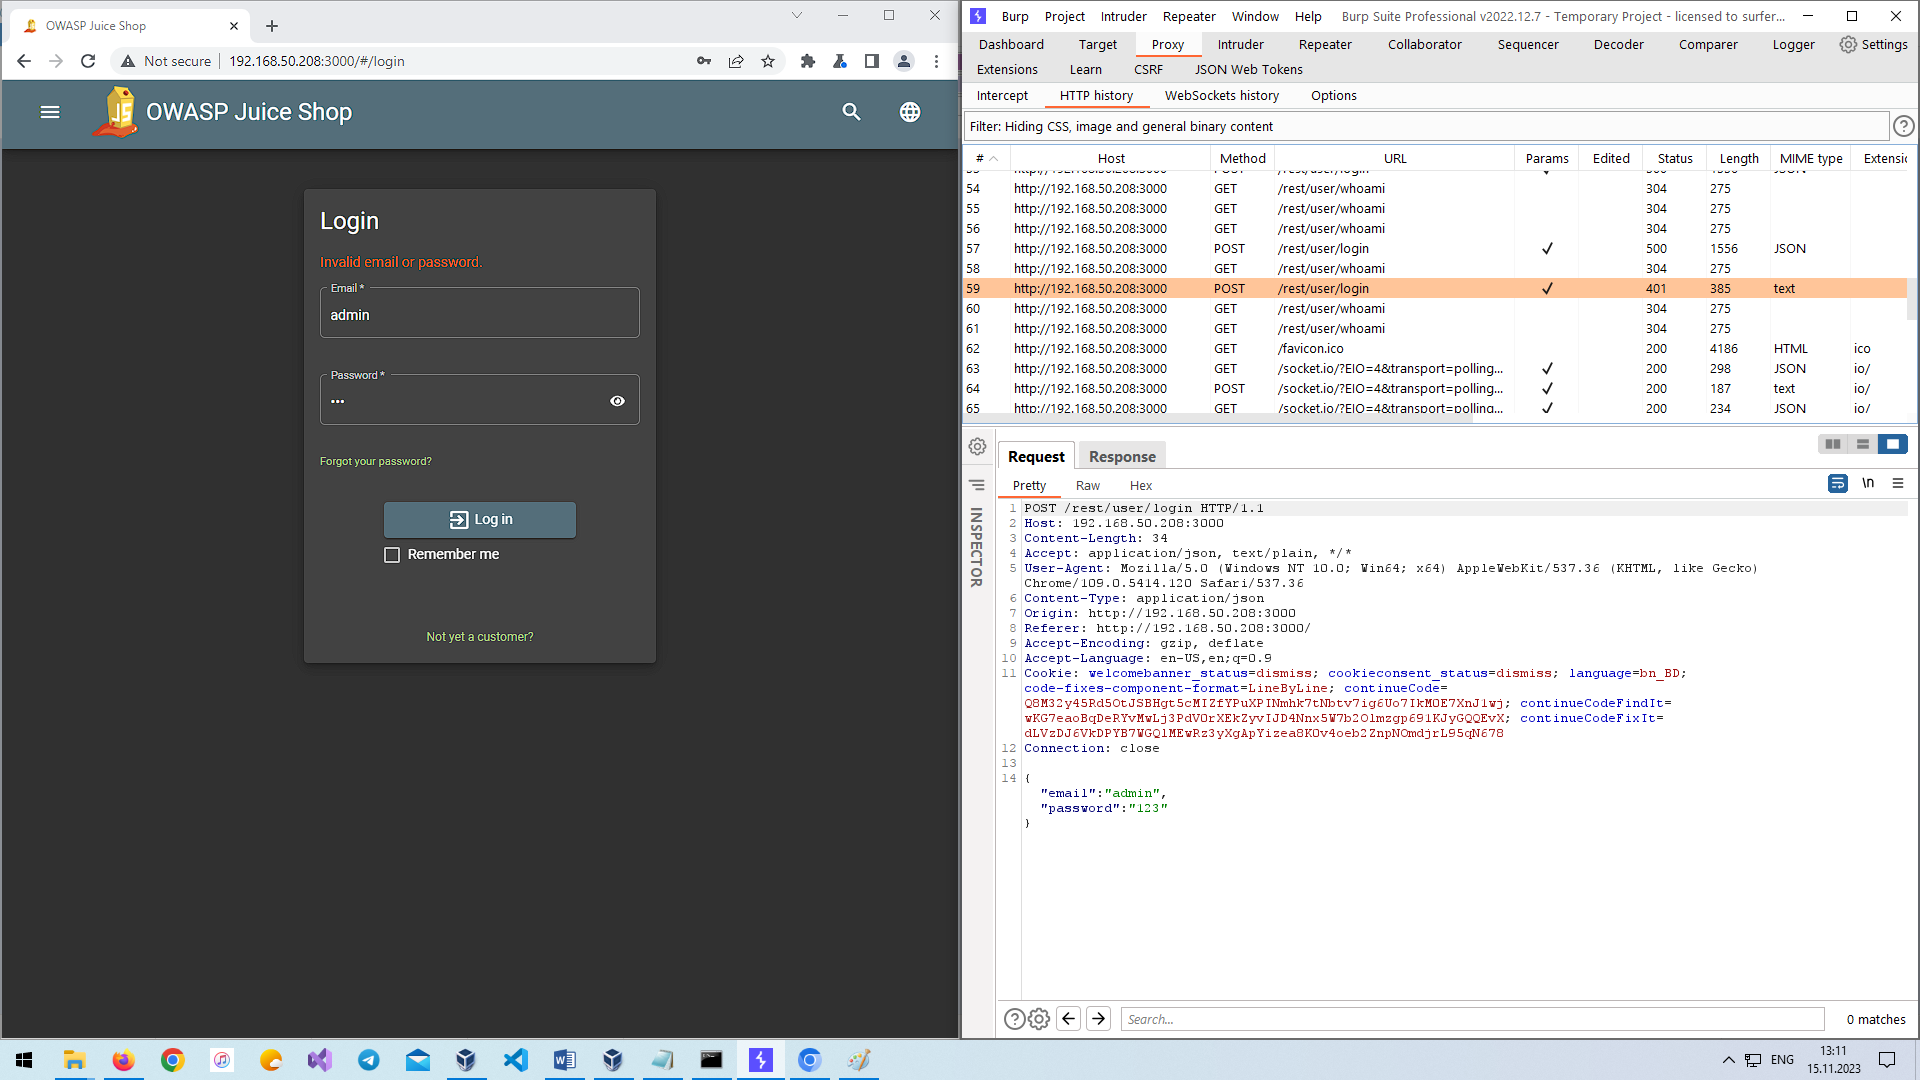 OWASP Juice Shop
Not secure
192.168.50.208:3000/#/login
OWASP Juice Shop
Login
Invalid email or password.
Email *
admin
Password *
•••
Forgot your password?
Log in
Remember me
Not yet a customer?
Burp Project Intruder Repeater Window Help Burp Suite Professional v2022.12.7 - Temporary Project - licensed to surfer...
Dashboard Target Proxy Intruder Repeater Collaborator Sequencer Decoder Comparer Logger Settings
Extensions Learn CSRF JSON Web Tokens
Intercept HTTP history WebSockets history Options
Filter: Hiding CSS, image and general binary content
# Host Method URL Params Edited Status Length MIME type Extensi
54 http://192.168.50.208:3000 GET /rest/user/whoami 304 275
55 http://192.168.50.208:3000 GET /rest/user/whoami 304 275
56 http://192.168.50.208:3000 GET /rest/user/whoami 304 275
57 http://192.168.50.208:3000 POST /rest/user/login ✓ 500 1556 JSON
58 http://192.168.50.208:3000 GET /rest/user/whoami 304 275
59 http://192.168.50.208:3000 POST /rest/user/login ✓ 401 385 text
60 http://192.168.50.208:3000 GET /rest/user/whoami 304 275
61 http://192.168.50.208:3000 GET /rest/user/whoami 304 275
62 http://192.168.50.208:3000 GET /favicon.ico 200 4186 HTML ico
63 http://192.168.50.208:3000 GET /socket.io/?EIO=4&transport=polling... ✓ 200 298 JSON io/
64 http://192.168.50.208:3000 POST /socket.io/?EIO=4&transport=polling... ✓ 200 187 text io/
65 http://192.168.50.208:3000 GET /socket.io/?EIO=4&transport=polling... ✓ 200 234 JSON io/
Request Response
Pretty Raw Hex
\n
INSPECTOR
1 POST /rest/user/login HTTP/1.1
2 Host: 192.168.50.208:3000
3 Content-Length: 34
4 Accept: application/json, text/plain, */*
5 User-Agent: Mozilla/5.0 (Windows NT 10.0; Win64; x64) AppleWebKit/537.36 (KHTML, like Gecko)
Chrome/109.0.5414.120 Safari/537.36
6 Content-Type: application/json
7 Origin: http://192.168.50.208:3000
8 Referer: http://192.168.50.208:3000/
9 Accept-Encoding: gzip, deflate
10 Accept-Language: en-US,en;q=0.9
11 Cookie: welcomebanner_status=dismiss; cookieconsent_status=dismiss; language=bn_BD;
code-fixes-component-format=LineByLine; continueCode=
Q8M32y45Rd5OtJSBHgt5cMIZfYPuXPINmhk7tNbtv7ig6Uo7IkM0E7XnJ1wj; continueCodeFindIt=
wKG7eaoBqDeRYvMwLj3PdV0rXEkZyvIJD4Nnx5W7b2Olmzgp691KJyGQQEvX; continueCodeFixIt=
dLVzDJ6VkDPYB7WGQlMEwRz3yXgApYizea8KOv4oeb2ZnpNOmdjrL95qN678
12 Connection: close
13
14 {
"email":"admin",
"password":"123"
}
Search...
0 matches
ENG
13:11
15.11.2023